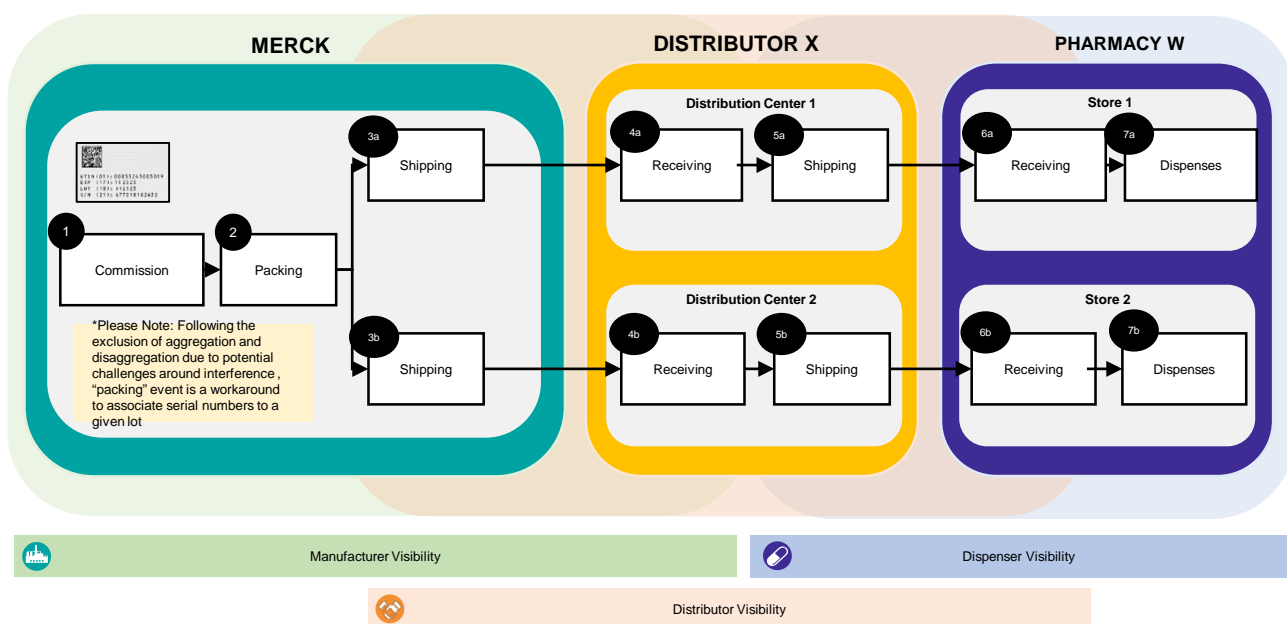 MERCK
DISTRIBUTOR X
PHARMACY W
Distribution Center 1
Store 1
3a
Shipping
4a
Receiving
5a
Shipping
6a
Receiving
7a
Dispenses
1
Commission
2
Packing
*Please Note: Following the
exclusion of aggregation and
disaggregation due to potential
challenges around interference ,
“packing” event is a workaround
to associate serial numbers to a
given lot
3b
Shipping
Distribution Center 2
4b
Receiving
5b
Shipping
Store 2
6b
Receiving
7b
Dispenses
Manufacturer Visibility
Dispenser Visibility
Distributor Visibility